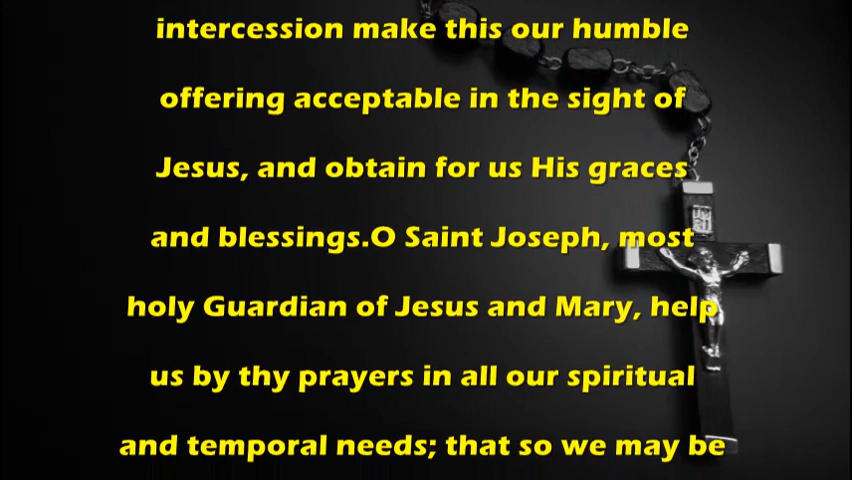 intercession make this our humble
offering acceptable in the sight of
Jesus, and obtain for us His graces
and blessings.O Saint Joseph, most
holy Guardian of Jesus and Mary, help
us by thy prayers in all our spiritual
and temporal needs; that so we may be